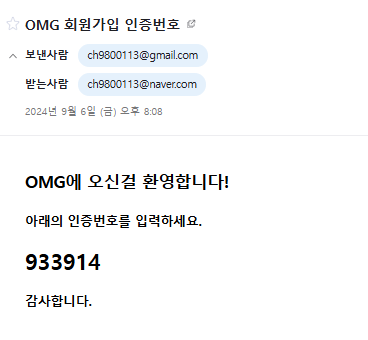 OMG 회원가입 인증번호
보낸사람 ch9800113@gmail.com
받는사람 ch9800113@naver.com
2024년 9월 6일 (금) 오후 8:08
OMG에 오신걸 환영합니다!
아래의 인증번호를 입력하세요.
933914
감사합니다.